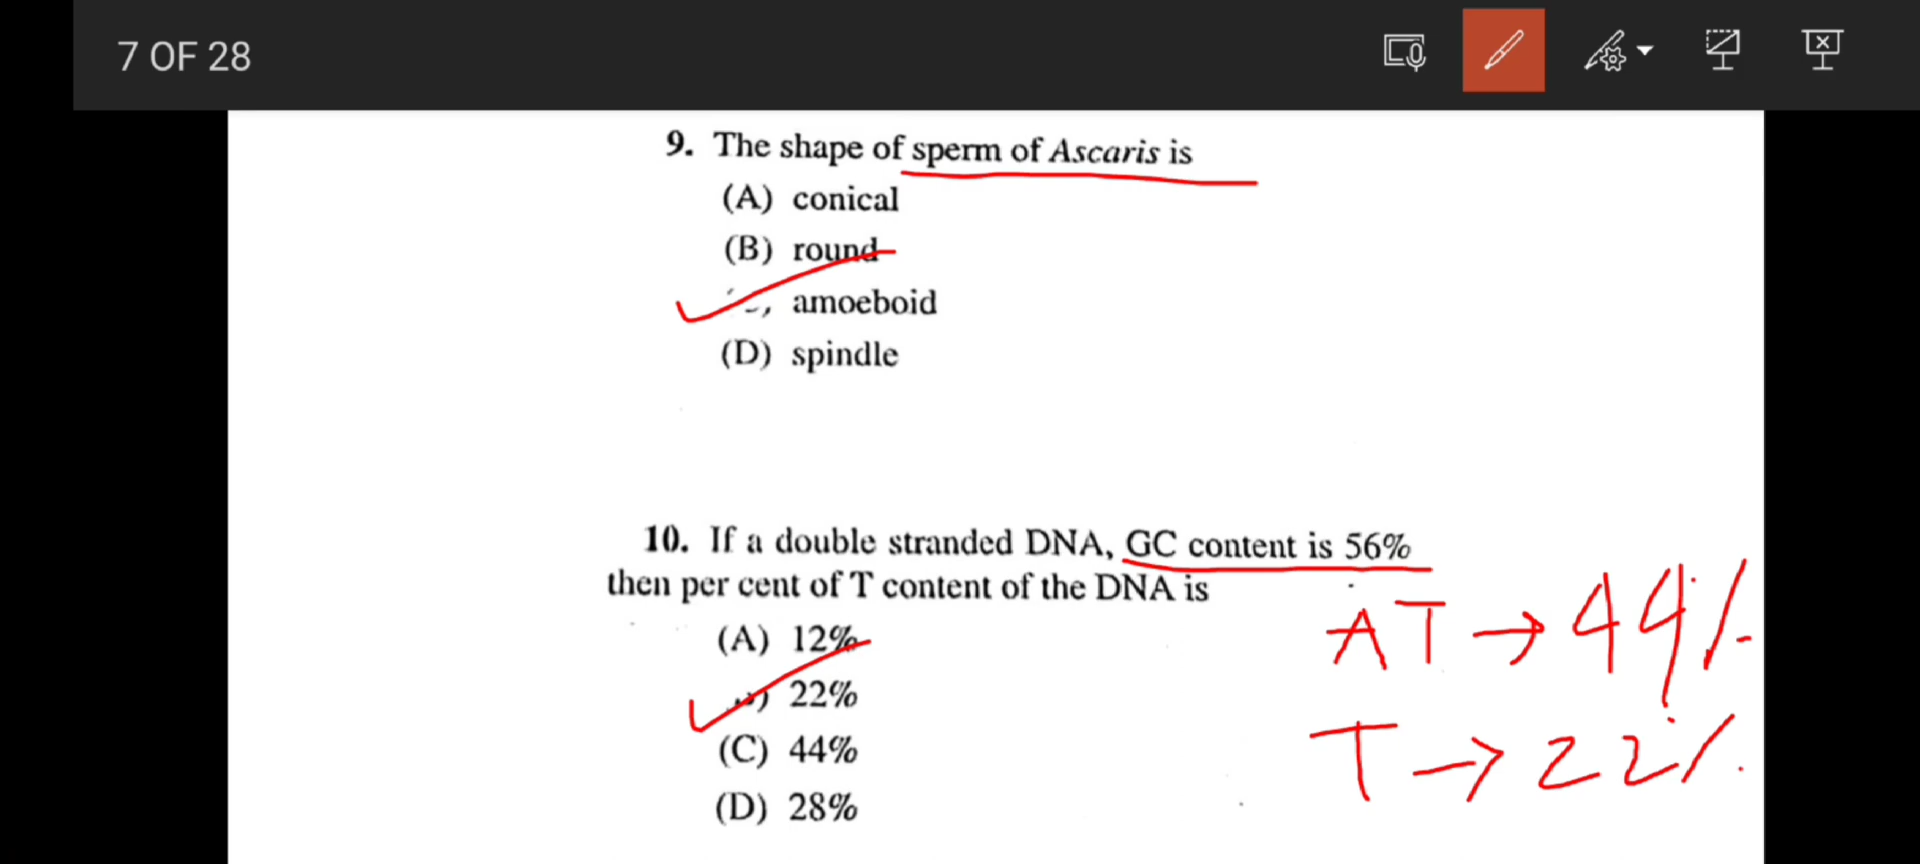 7 OF 28
9. The shape of sperm of Ascaris is
(A) conical
(B) round
amoeboid
(D) spindle
10. If a double stranded DNA, GC content is 56%
then per cent of T content of the DNA is
AT → 44%
(A) 12%
22%
T → 22%
(C) 44%
(D) 28%